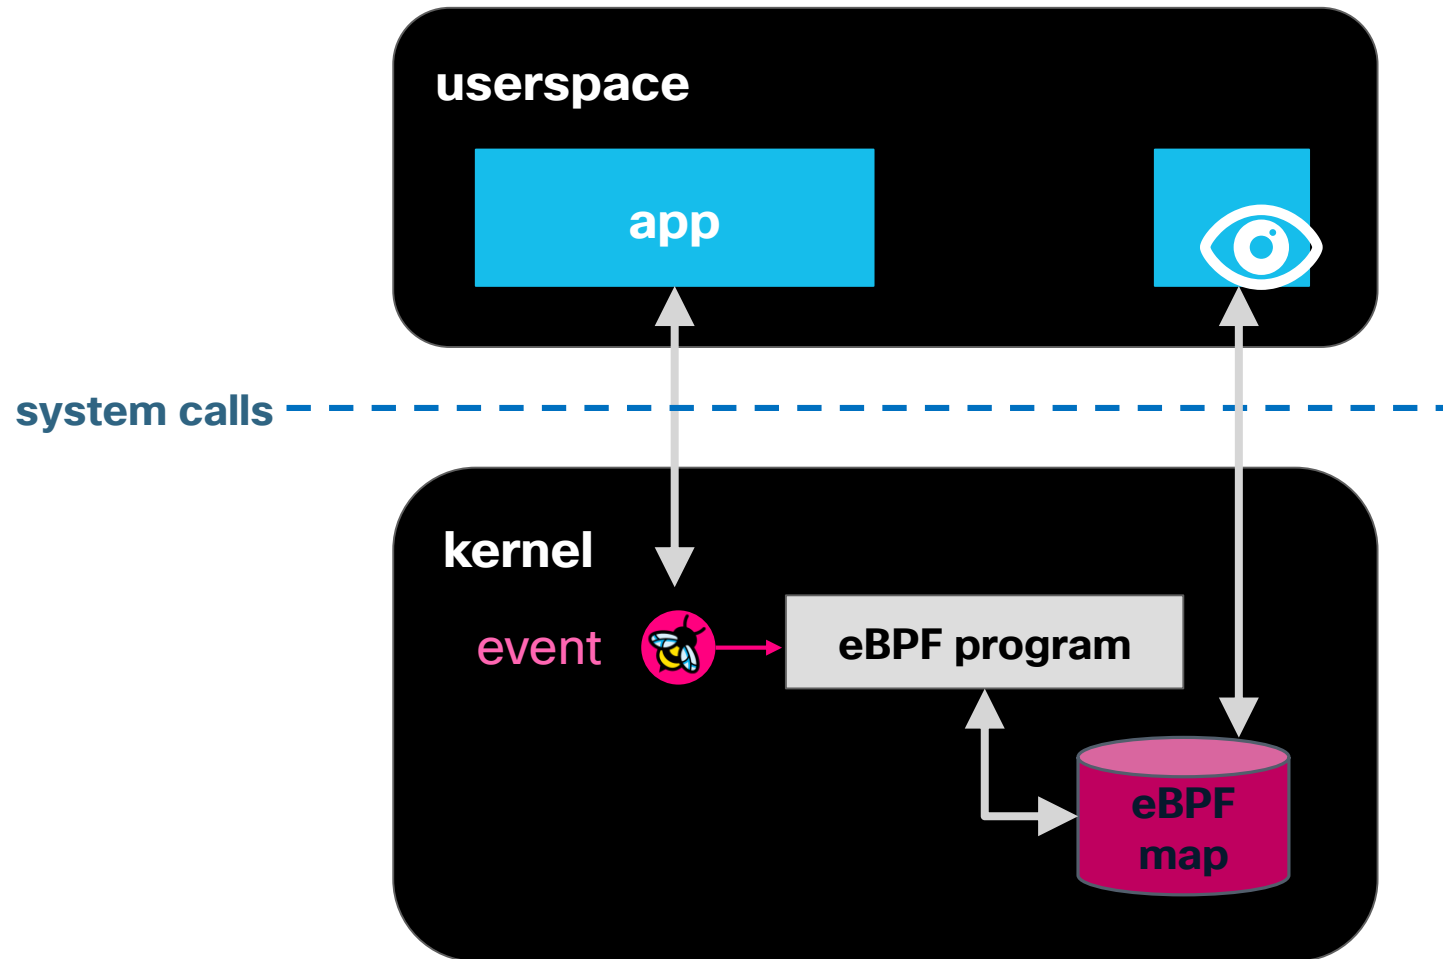 userspace
app
system calls
kernel
event
eBPF program
eBPF
map